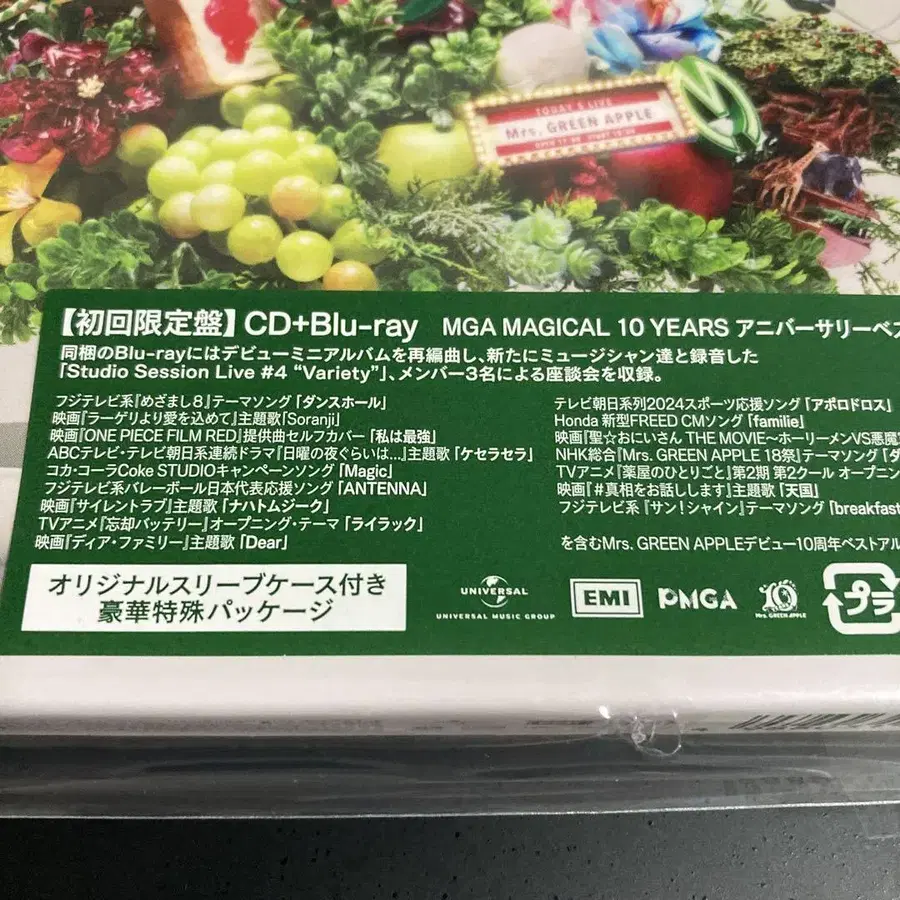 TODAY'S LIVE
Mrs. GREEN APPLE
【初回限定盤】CD+Blu-ray MGA MAGICAL 10 YEARS アニバーサリーベス
同梱のBlu-rayにはデビューミニアルバムを再編曲し、新たにミュージシャン達と録音した
「Studio Session Live #4 “Variety”」、メンバー3名による座談会を収録。
フジテレビ系『めざまし8』テーマソング「ダンスホール」
映画『ラーゲリより愛を込めて』主題歌「Soranji」
映画『ONE PIECE FILM RED』提供曲セルフカバー「私は最強」
ABCテレビ・テレビ朝日系連続ドラマ『日曜の夜ぐらいは...』主題歌「ケセラセラ」
コカ・コーラCoke STUDIOキャンペーンソング「Magic」
フジテレビ系バレーボール日本代表応援ソング「ANTENNA」
映画『サイレントラブ』主題歌「ナハトムジーク」
TVアニメ『忘却バッテリー』オープニング・テーマ「ライラック」
映画『ディア・ファミリー』主題歌「Dear」
テレビ朝日系列2024スポーツ応援ソング「アポロドロス」
Honda 新型FREED CMソング「familie」
映画『聖☆おにいさん THE MOVIE〜ホーリーメンVS悪魔
NHK総合『Mrs. GREEN APPLE 18祭』テーマソング「ダ
TVアニメ『薬屋のひとりごと』第2期 第2クール オープニン
映画『#真相をお話しします』主題歌「天国」
フジテレビ系『サン!シャイン』テーマソング「breakfast
を含むMrs. GREEN APPLEデビュー10周年ベストアル
オリジナルスリーブケース付き
豪華特殊パッケージ
UNIVERSAL
UNIVERSAL MUSIC GROUP
EMI
PMGA
10
Mrs. GREEN APPLE
プラ